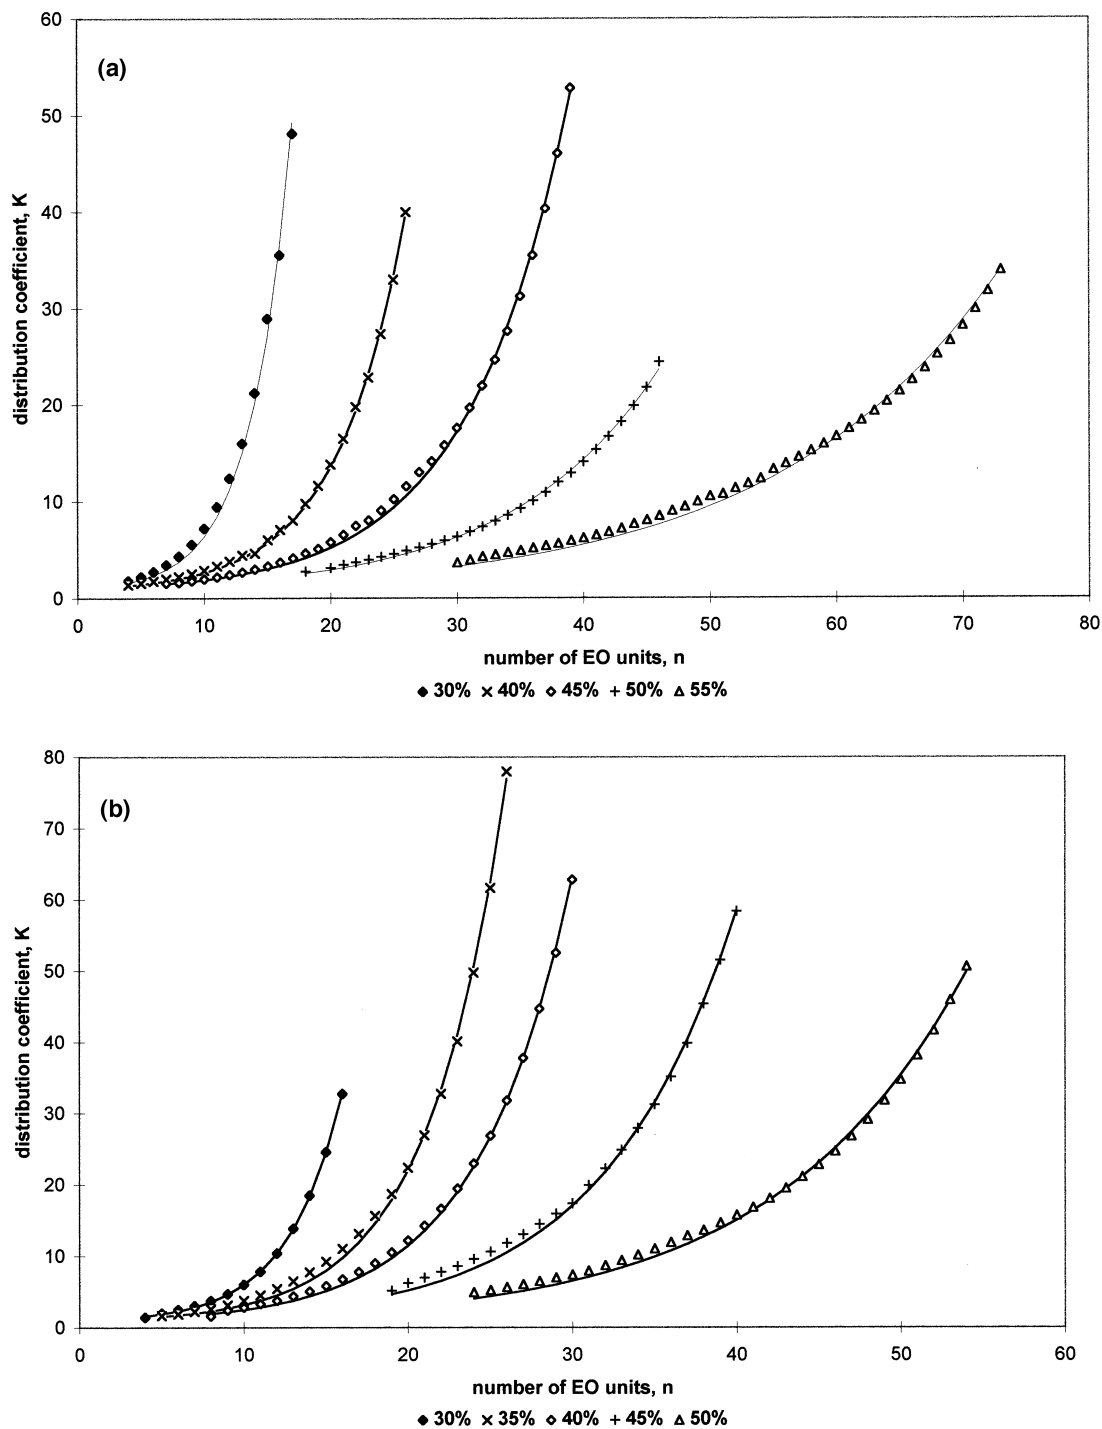 60
(a)
50
40
30
20
10
0
distribution coefficient, K
0 10 20 30 40 50 60 70 80
number of EO units, n
30% 40% 45% 50% 55%
80
(b)
70
60
50
40
30
20
10
0
distribution coefficient, K
0 10 20 30 40 50 60
number of EO units, n
30% 35% 40% 45% 50%